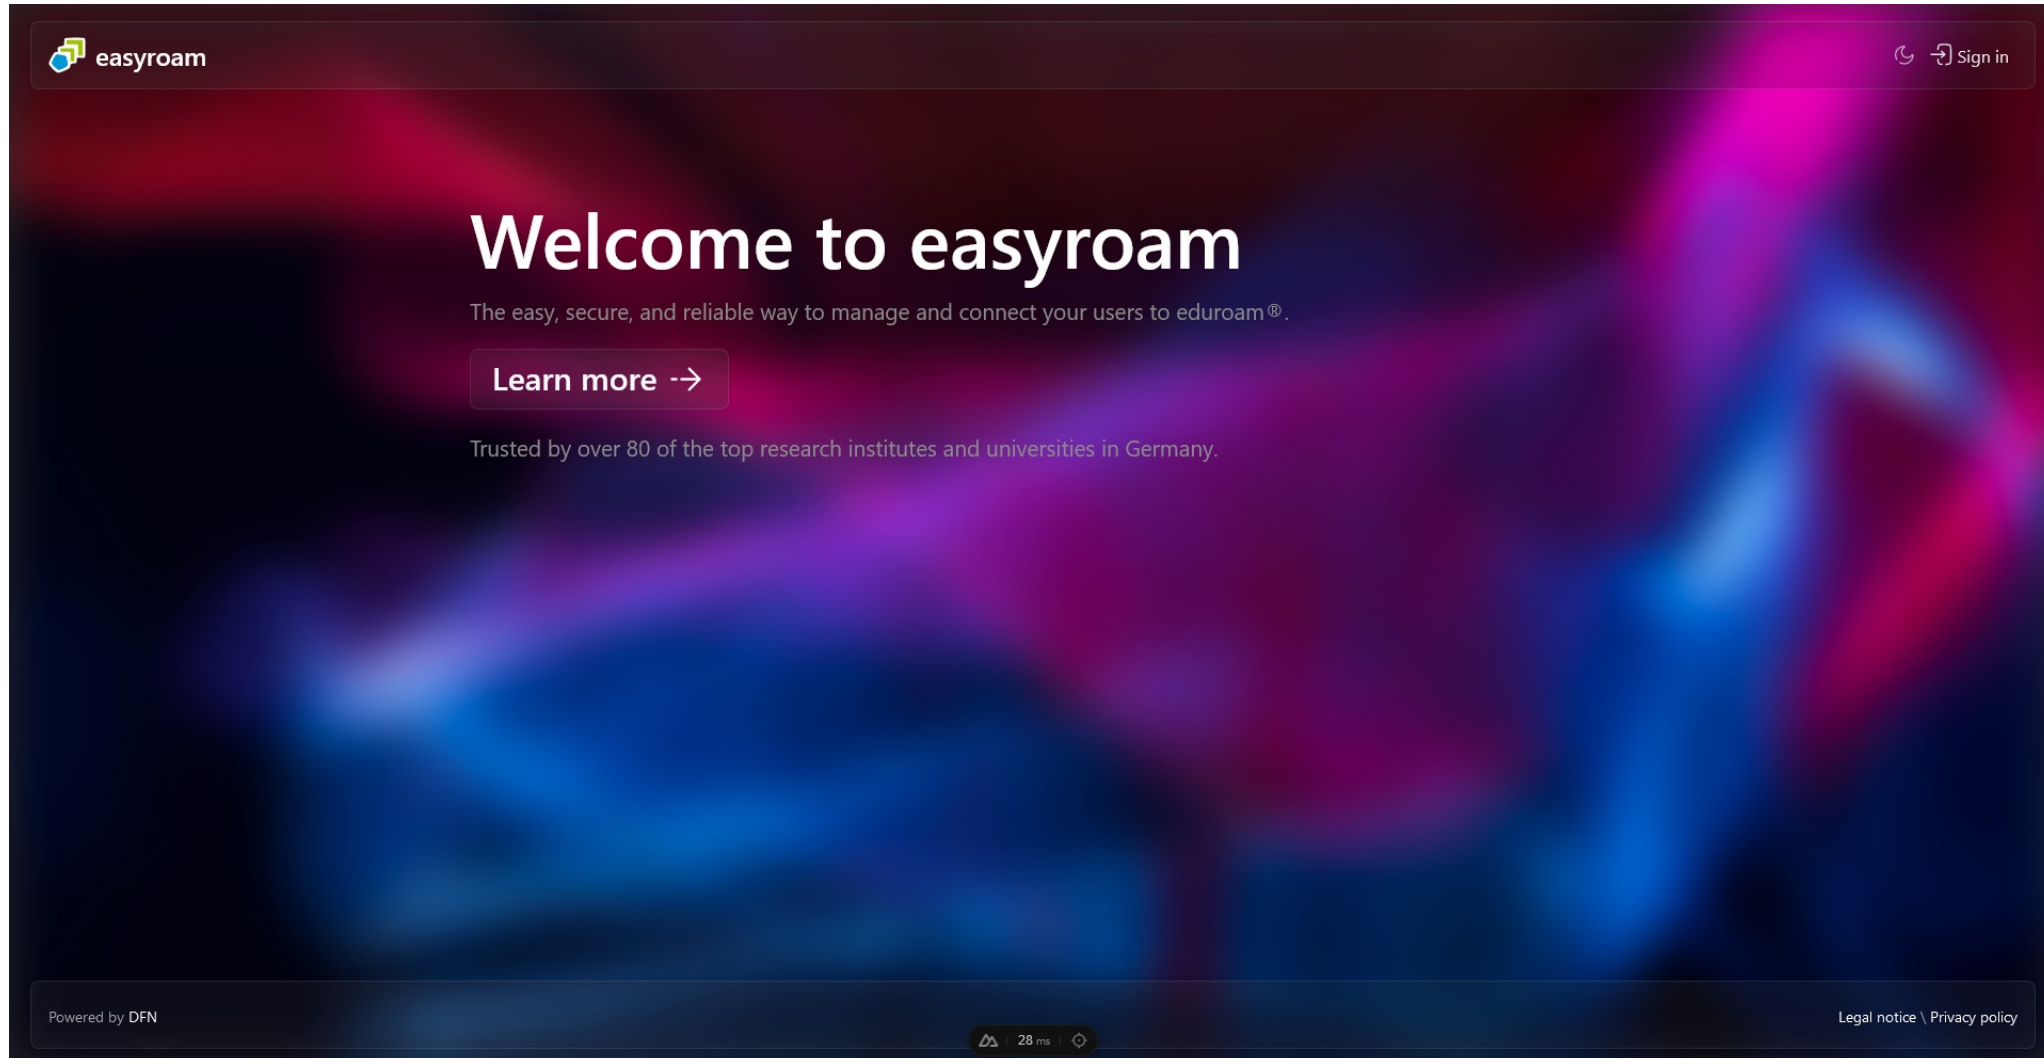 easyroam
Sign in
Welcome to easyroam
The easy, secure, and reliable way to manage and connect your users to eduroam®.
Learn more
Trusted by over 80 of the top research institutes and universities in Germany.
Powered by DFN
Legal notice \ Privacy policy
28 ms